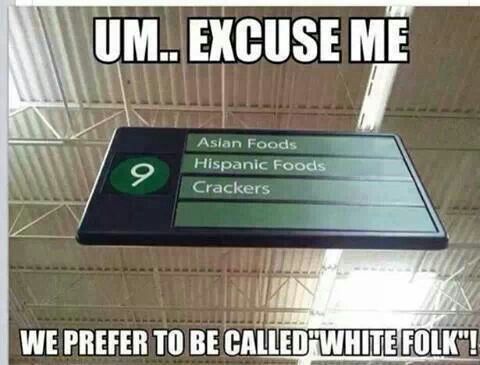 UM.. EXCUSE ME
9
Asian Foods
Hispanic Foods
Crackers
WE PREFER TO BE CALLED"WHITE FOLK"!